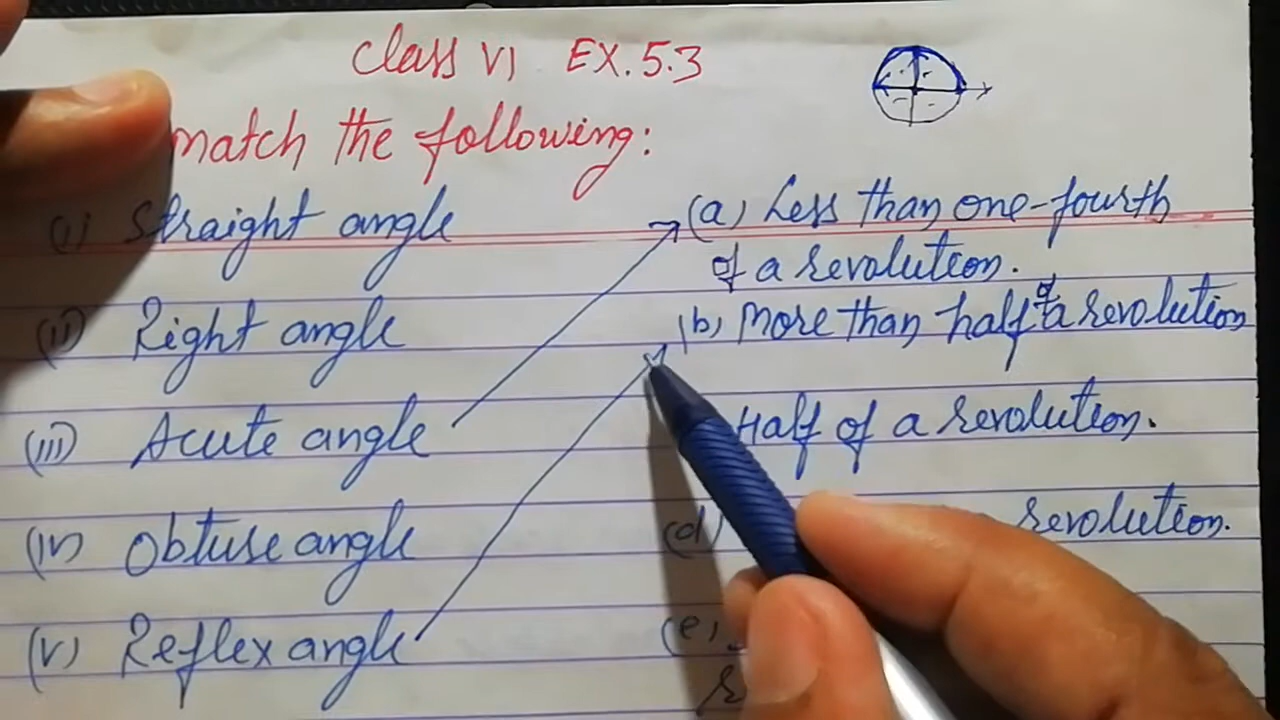 Class VI EX. 5.3
match the following:
(i) Straight angle
(a) Less than one-fourth
of a revolution.
(ii) Right angle
(b) More than half of a revolution
(iii) Acute angle
Half of a revolution.
(iv) Obtuse angle
(d) revolution.
(v) Reflex angle
(e)